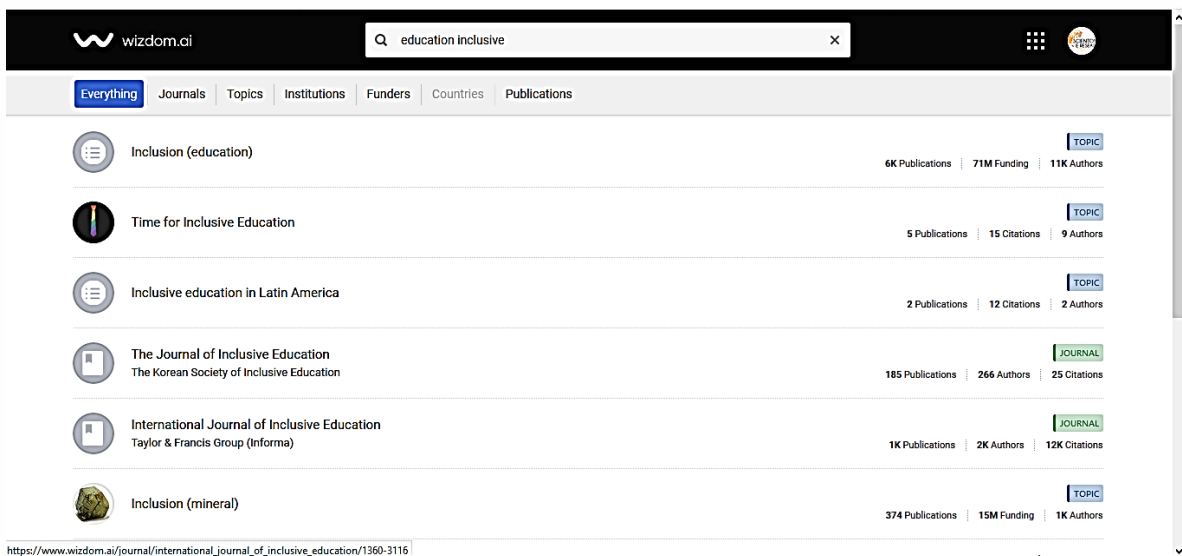 wizdom.ai
education inclusive
Everything Journals Topics Institutions Funders Countries Publications
Inclusion (education)
TOPIC
6K Publications 71M Funding 11K Authors
Time for Inclusive Education
TOPIC
5 Publications 15 Citations 9 Authors
Inclusive education in Latin America
TOPIC
2 Publications 12 Citations 2 Authors
The Journal of Inclusive Education
The Korean Society of Inclusive Education
JOURNAL
185 Publications 266 Authors 25 Citations
International Journal of Inclusive Education
Taylor & Francis Group (Informa)
JOURNAL
1K Publications 2K Authors 12K Citations
Inclusion (mineral)
TOPIC
374 Publications 15M Funding 1K Authors
https://www.wizdom.ai/journal/international_journal_of_inclusive_education/1360-3116